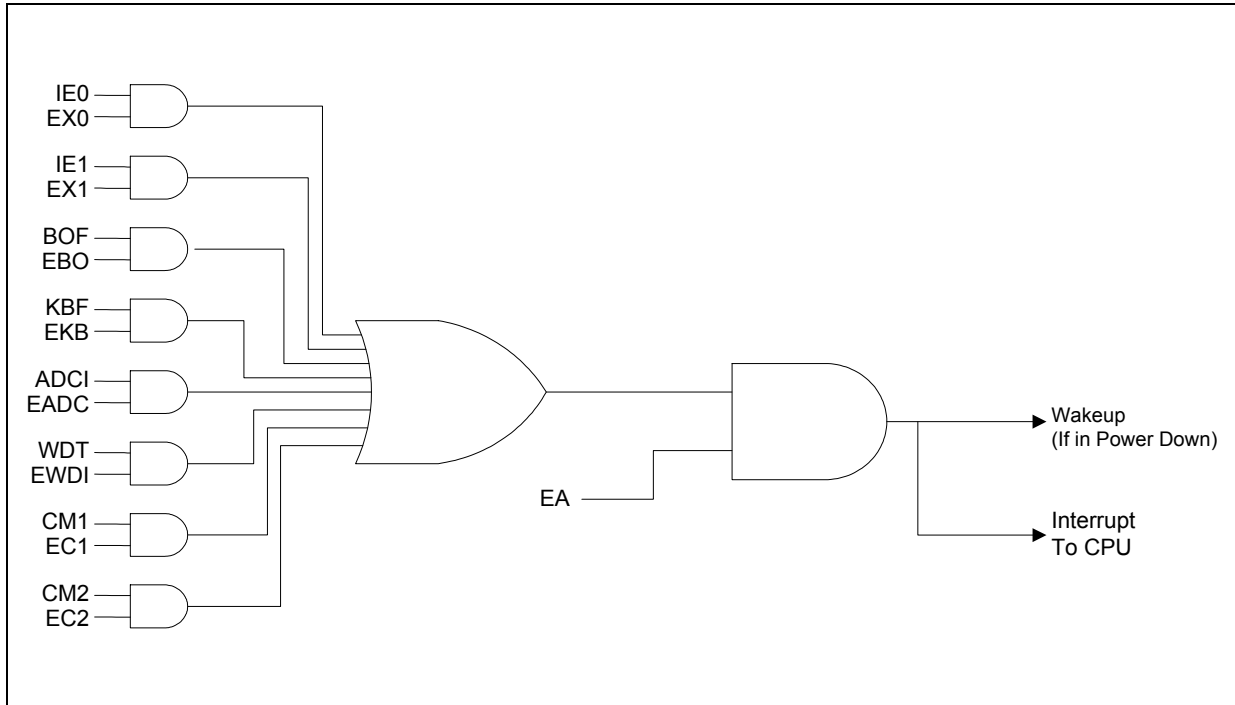 IE0
EX0
IE1
EX1
BOF
EBO
KBF
EKB
ADCI
EADC
WDT
EWDI
CM1
EC1
CM2
EC2
EA
Wakeup
(If in Power Down)
Interrupt
To CPU